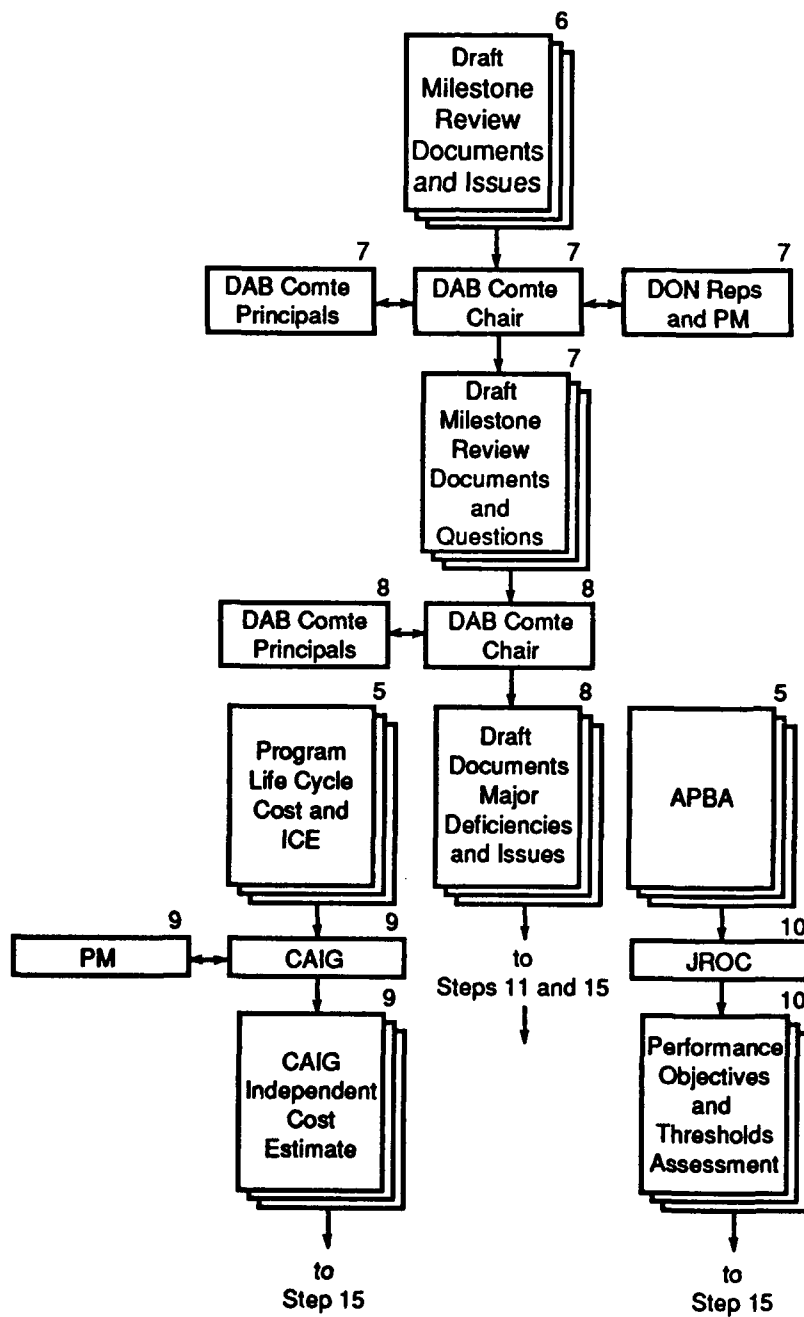 6
Draft
Milestone
Review
Documents
and Issues
7
DAB Comte
Principals
7
DAB Comte
Chair
7
DON Reps
and PM
7
Draft
Milestone
Review
Documents
and
Questions
8
DAB Comte
Principals
8
DAB Comte
Chair
5
Program
Life Cycle
Cost and
ICE
8
Draft
Documents
Major
Deficiencies
and Issues
5
APBA
9
PM
9
CAIG
to
Steps 11 and 15
10
JROC
9
CAIG
Independent
Cost
Estimate
10
Performance
Objectives
and
Thresholds
Assessment
to
Step 15
to
Step 15